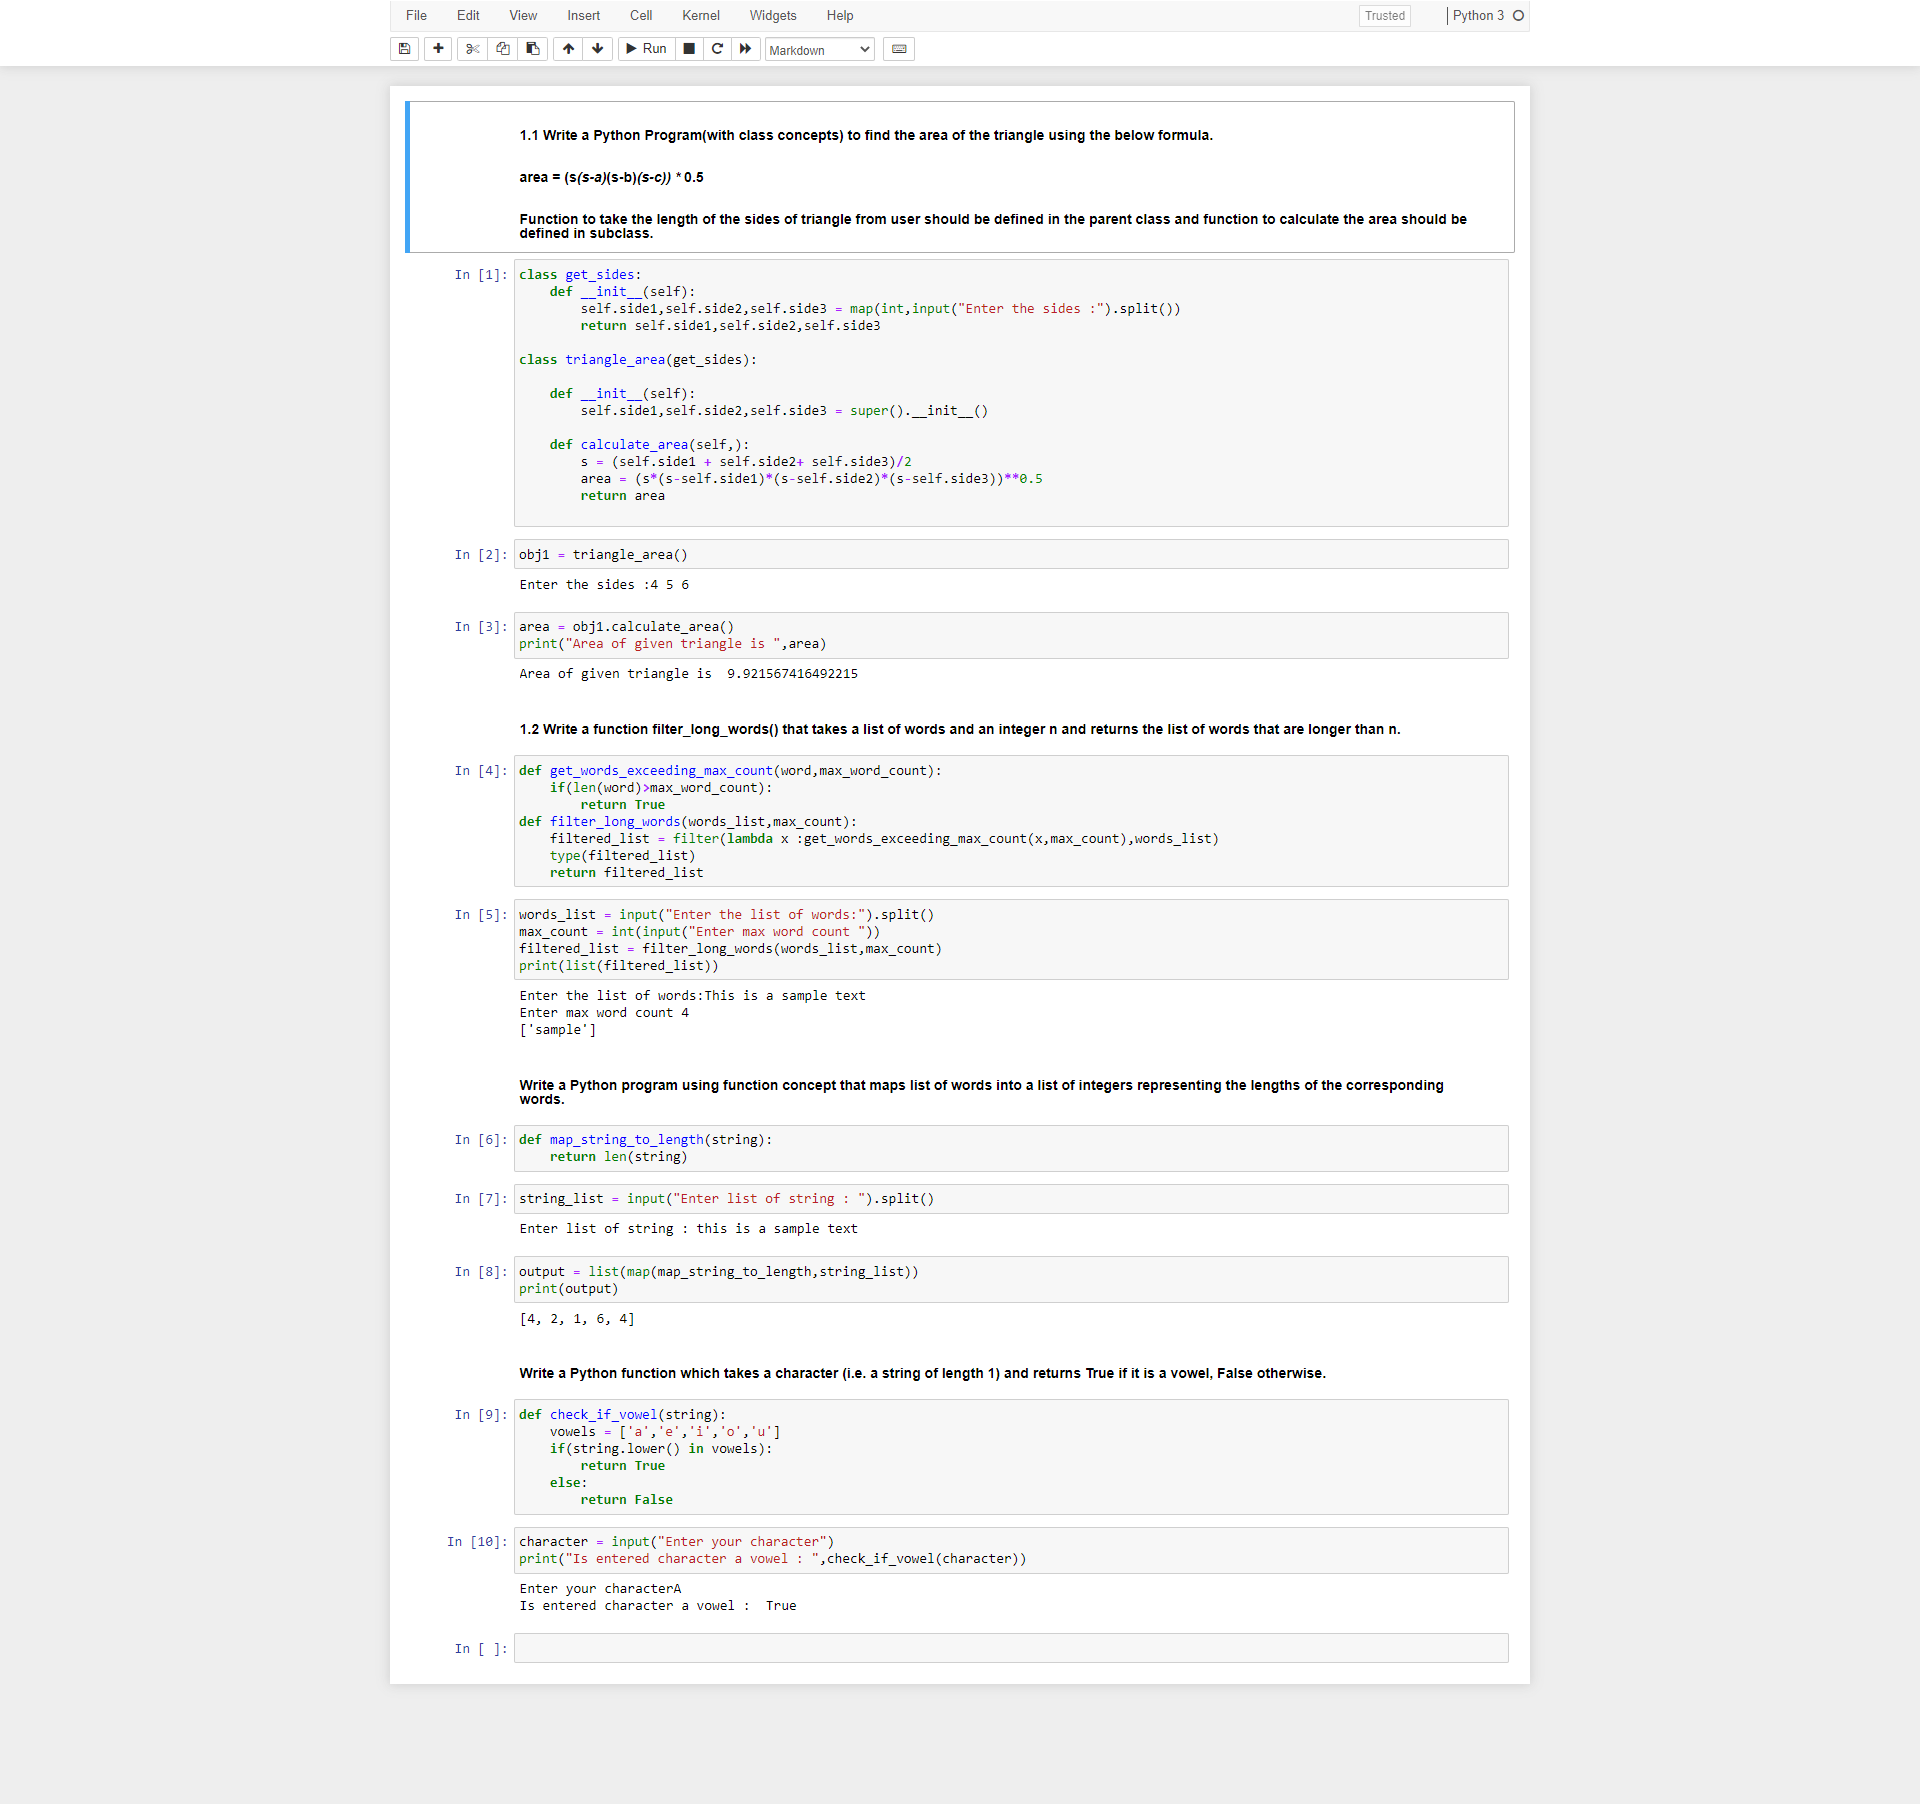 File Edit View Insert Cell Kernel Widgets Help Trusted Python 3
Run Markdown
1.1 Write a Python Program(with class concepts) to find the area of the triangle using the below formula.
area = (s(s-a)(s-b)(s-c)) * 0.5
Function to take the length of the sides of triangle from user should be defined in the parent class and function to calculate the area should be
defined in subclass.
In [1]: class get_sides:
    def __init__(self):
        self.side1,self.side2,self.side3 = map(int,input("Enter the sides :").split())
        return self.side1,self.side2,self.side3
class triangle_area(get_sides):
    def __init__(self):
        self.side1,self.side2,self.side3 = super().__init__()
    def calculate_area(self,):
        s = (self.side1 + self.side2+ self.side3)/2
        area = (s*(s-self.side1)*(s-self.side2)*(s-self.side3))**0.5
        return area
In [2]: obj1 = triangle_area()
Enter the sides :4 5 6
In [3]: area = obj1.calculate_area()
print("Area of given triangle is ",area)
Area of given triangle is  9.921567416492215
1.2 Write a function filter_long_words() that takes a list of words and an integer n and returns the list of words that are longer than n.
In [4]: def get_words_exceeding_max_count(word,max_word_count):
    if(len(word)>max_word_count):
        return True
def filter_long_words(words_list,max_count):
    filtered_list = filter(lambda x :get_words_exceeding_max_count(x,max_count),words_list)
    type(filtered_list)
    return filtered_list
In [5]: words_list = input("Enter the list of words:").split()
max_count = int(input("Enter max word count "))
filtered_list = filter_long_words(words_list,max_count)
print(list(filtered_list))
Enter the list of words:This is a sample text
Enter max word count 4
['sample']
Write a Python program using function concept that maps list of words into a list of integers representing the lengths of the corresponding
words.
In [6]: def map_string_to_length(string):
    return len(string)
In [7]: string_list = input("Enter list of string : ").split()
Enter list of string : this is a sample text
In [8]: output = list(map(map_string_to_length,string_list))
print(output)
[4, 2, 1, 6, 4]
Write a Python function which takes a character (i.e. a string of length 1) and returns True if it is a vowel, False otherwise.
In [9]: def check_if_vowel(string):
    vowels = ['a','e','i','o','u']
    if(string.lower() in vowels):
        return True
    else:
        return False
In [10]: character = input("Enter your character")
print("Is entered character a vowel : ",check_if_vowel(character))
Enter your characterA
Is entered character a vowel :  True
In [ ]: